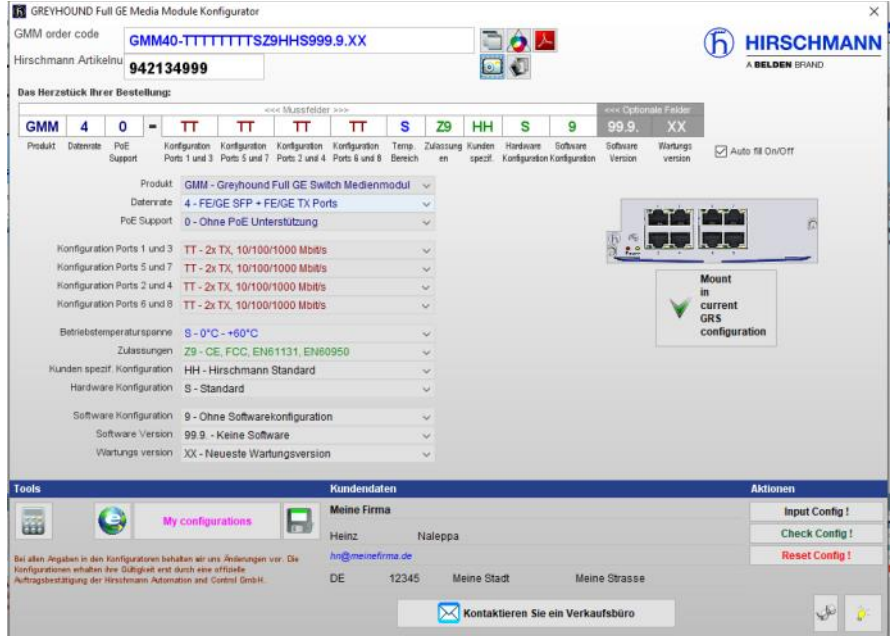 GREYHOUND Full GE Media Module Konfigurator
GMM order code
GMM40-TTTTTTTTSZ9HHS999.9.XX
Hirschmann Artikelnu
942134999
HIRSCHMANN
A BELDEN BRAND
Das Herzstück Ihrer Bestellung:
<<< Mussfelder >>>
<<< Optionale Felder
GMM 4 0 - TT TT TT TT S Z9 HH S 9 99.9. XX
Produkt Datenrate PoE Support Konfiguration Ports 1 und 3 Konfiguration Ports 5 und 7 Konfiguration Ports 2 und 4 Konfiguration Ports 6 und 8 Temp. Bereich Zulassung en Kunden spezif. Hardware Konfiguration Software Konfiguration Software Version Wartungs version
Auto fill On/Off
Produkt GMM - Greyhound Full GE Switch Medienmodul
Datenrate 4 - FE/GE SFP + FE/GE TX Ports
PoE Support 0 - Ohne PoE Unterstützung
Konfiguration Ports 1 und 3 TT - 2x TX, 10/100/1000 Mbit/s
Konfiguration Ports 5 und 7 TT - 2x TX, 10/100/1000 Mbit/s
Konfiguration Ports 2 und 4 TT - 2x TX, 10/100/1000 Mbit/s
Konfiguration Ports 6 und 8 TT - 2x TX, 10/100/1000 Mbit/s
Mount
in
current
GRS
configuration
Betriebstemperaturspanne S - 0°C - +60°C
Zulassungen Z9 - CE, FCC, EN61131, EN60950
Kunden spezif. Konfiguration HH - Hirschmann Standard
Hardware Konfiguration S - Standard
Software Konfiguration 9 - Ohne Softwarekonfiguration
Software Version 99.9. - Keine Software
Wartungs version XX - Neueste Wartungsversion
Tools
Kundendaten
Aktionen
My configurations
Meine Firma
Heinz Naleppa
hn@meinefirma.de
DE 12345 Meine Stadt Meine Strasse
Input Config !
Check Config !
Reset Config !
Bei allen Angaben in den Konfiguratoren behalten wir uns Änderungen vor. Die
Konfigurationen erhalten ihre Gültigkeit erst durch eine offizielle
Auftragsbestätigung der Hirschmann Automation and Control GmbH.
Kontaktieren Sie ein Verkaufsbüro